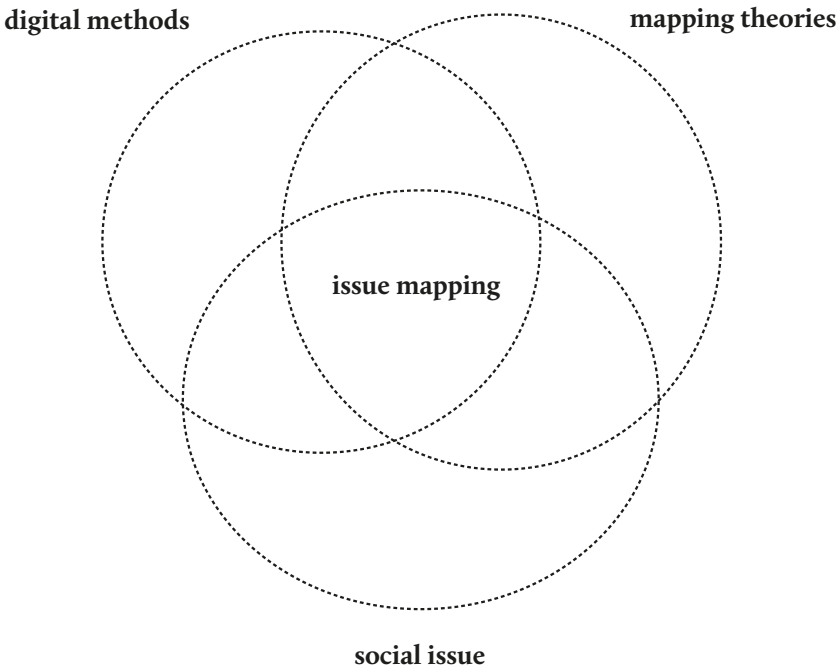 digital methods
mapping theories
issue mapping
social issue